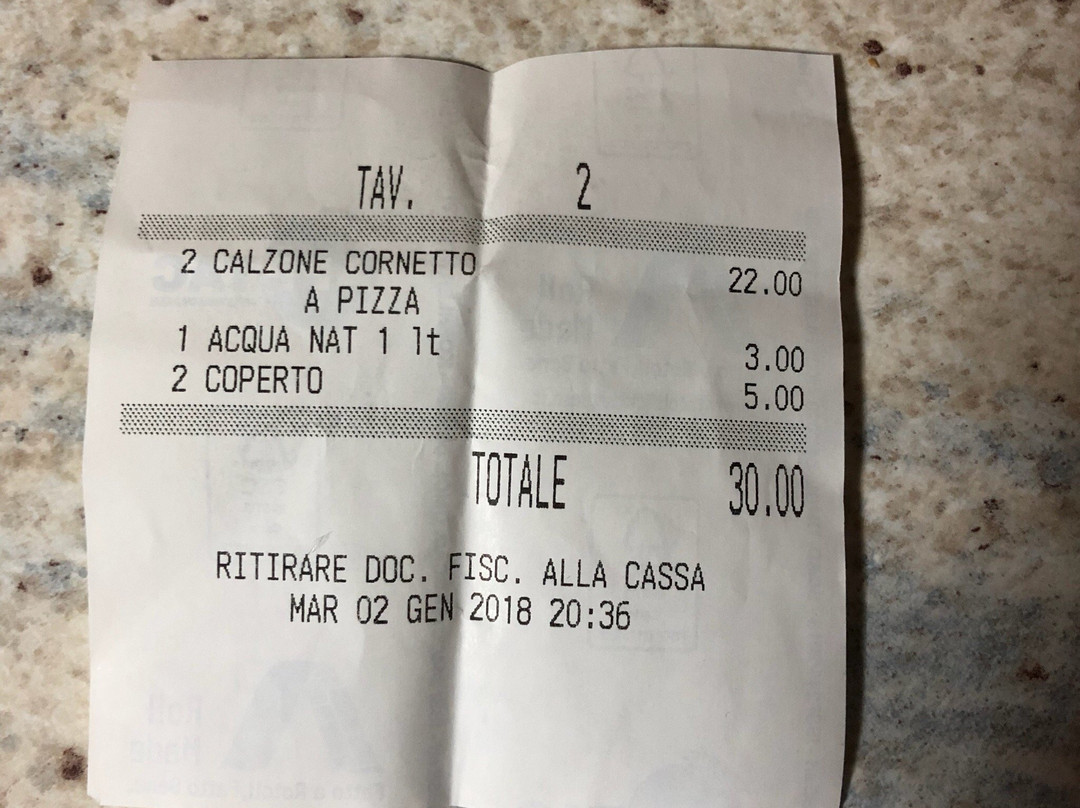 TAV. 2
2 CALZONE CORNETTO 22.00
A PIZZA
1 ACQUA NAT 1 lt 3.00
2 COPERTO 5.00
TOTALE 30.00
RITIRARE DOC. FISC. ALLA CASSA
MAR 02 GEN 2018 20:36